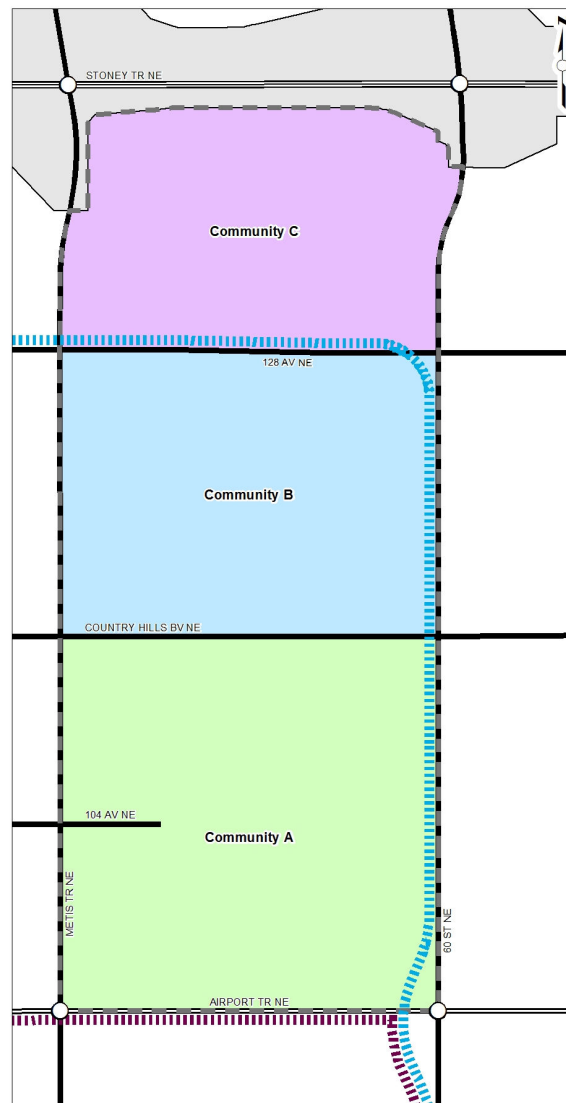 STONEY TR NE
Community C
128 AV NE
Community B
COUNTRY HILLS BV NE
104 AV NE
Community A
METIS TR NE
60 ST NE
AIRPORT TR NE